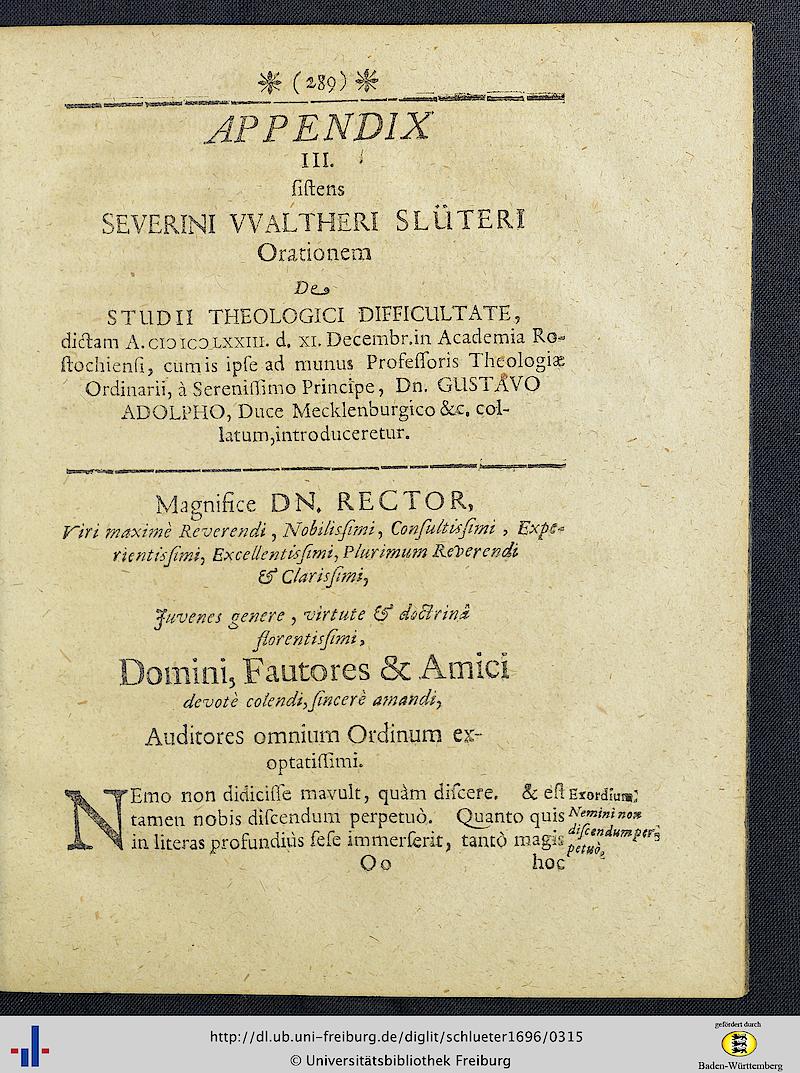 (289)
APPENDIX
III.
ſiſtens
SEVERINI VVALTHERI SLÜTERI
Orationem
De
STUDII THEOLOGICI DIFFICULTATE,
dictam A. CIↃ IↃC LXXIII. d. XI. Decembr. in Academia Ro-
ſtochienſi, cum is ipſe ad munus Profeſſoris Theologiæ
Ordinarii, à Sereniſſimo Principe, Dn. GUSTAVO
ADOLPHO, Duce Mecklenburgico &c. col-
latum, introduceretur.
Magnifice DN. RECTOR,
Viri maximè Reverendi, Nobilisſimi, Conſultisſimi, Expe-
rientisſimi, Excellentisſimi, Plurimum Reverendi
& Clarisſimi,
Juvenes genere, virtute & doctrinâ
florentisſimi,
Domini, Fautores & Amici
devotè colendi, ſincerè amandi,
Auditores omnium Ordinum ex-
optatiſſimi.
NEmo non didiciſſe mavult, quàm diſcere. & eſt
tamen nobis diſcendum perpetuò. Quanto quis
in literas profundiùs ſeſe immerſerit, tantò magis
Exordium:
Nemini non
diſcendum per-
petuò.
Oo
hoc
http://dl.ub.uni-freiburg.de/diglit/schlueter1696/0315
© Universitätsbibliothek Freiburg
gefördert durch
Baden-Württemberg